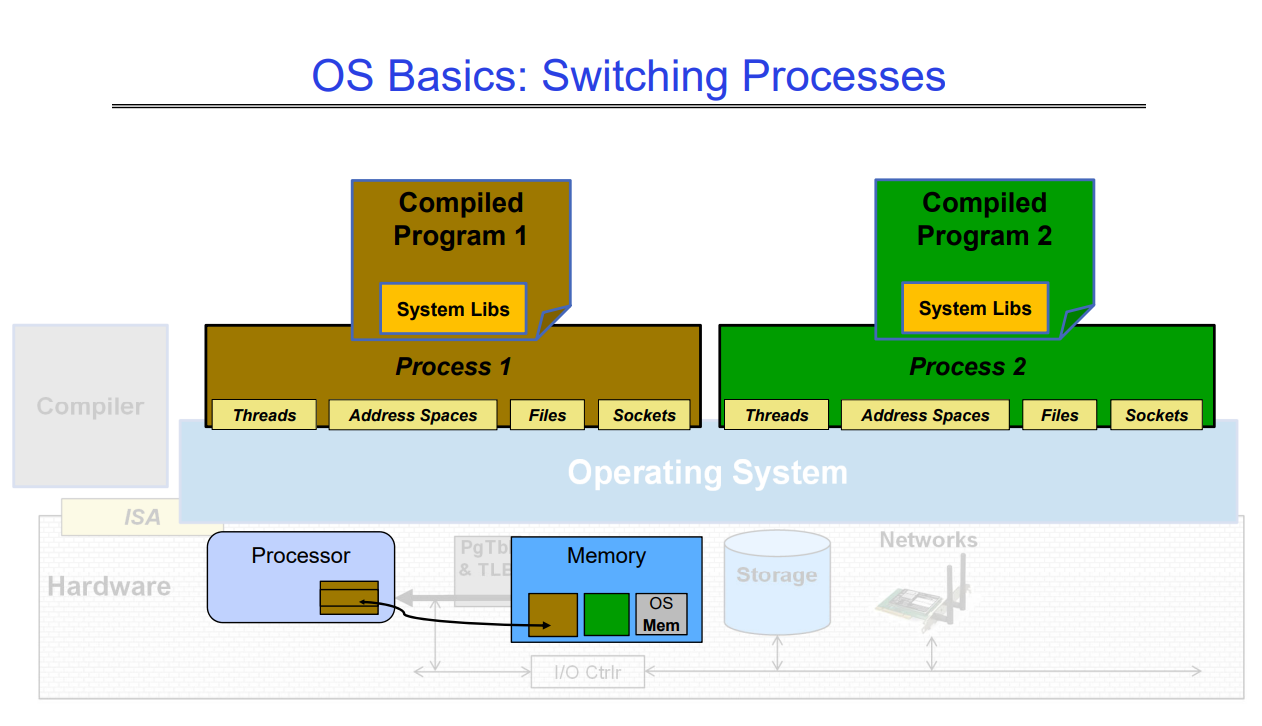 OS Basics: Switching Processes
Compiled
Program 1
System Libs
Compiled
Program 2
System Libs
Process 1
Threads
Address Spaces
Files
Sockets
Process 2
Threads
Address Spaces
Files
Sockets
Compiler
Operating System
ISA
Hardware
Processor
PgTb
& TLB
Memory
OS
Mem
Storage
Networks
I/O Ctrlr